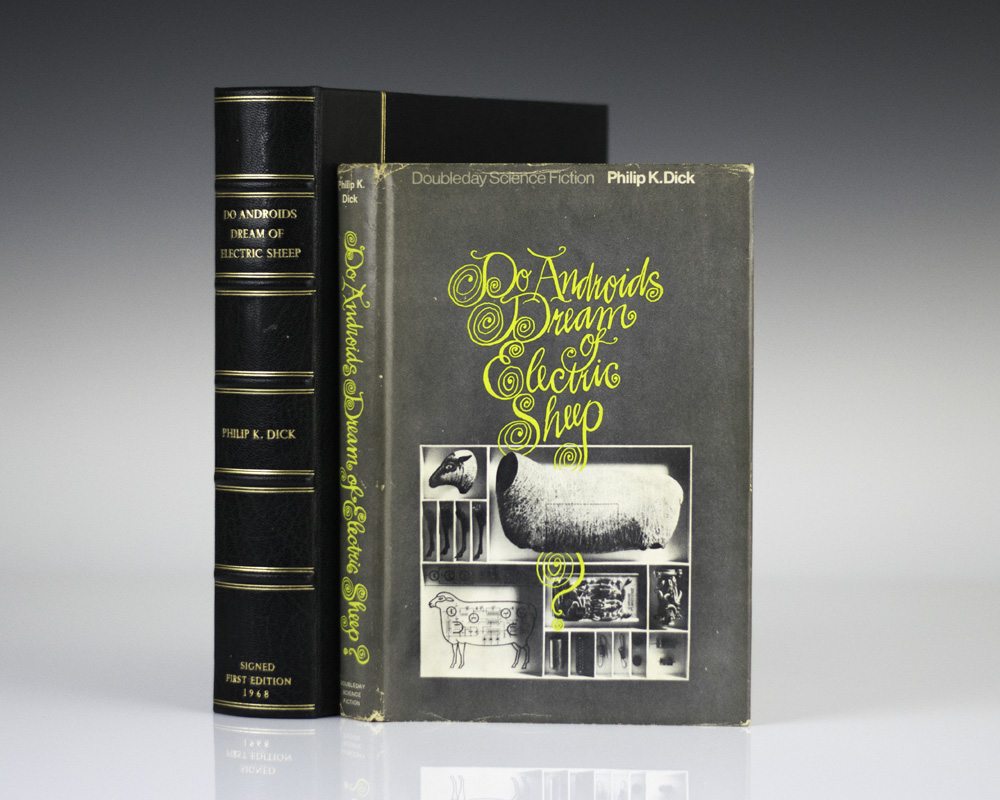 DO ANDROIDS
DREAM OF
ELECTRIC SHEEP
PHILIP K. DICK
SIGNED
FIRST EDITION
1968
Philip K.
Dick
Do Androids Dream of Electric Sheep?
DOUBLEDAY
SCIENCE
FICTION
Doubleday Science Fiction Philip K. Dick
Do Androids
Dream
of
Electric
Sheep
?